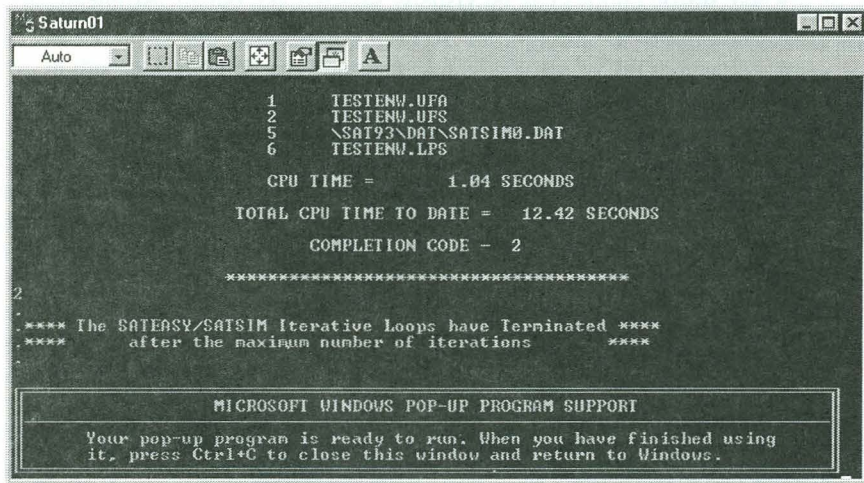 Saturn01
Auto
A
1 TESTENW.UFA
2 TESTENW.UFS
5 \SAT93\DAT\SATSIM0.DAT
6 TESTENW.LPS
CPU TIME = 1.04 SECONDS
TOTAL CPU TIME TO DATE = 12.42 SECONDS
COMPLETION CODE - 2
**************************************
2
.
.**** The SATEASY/SATSIM Iterative Loops have Terminated ****
.**** after the maximum number of iterations ****
.
MICROSOFT WINDOWS POP-UP PROGRAM SUPPORT
Your pop-up program is ready to run. When you have finished using
it, press Ctrl+C to close this window and return to Windows.